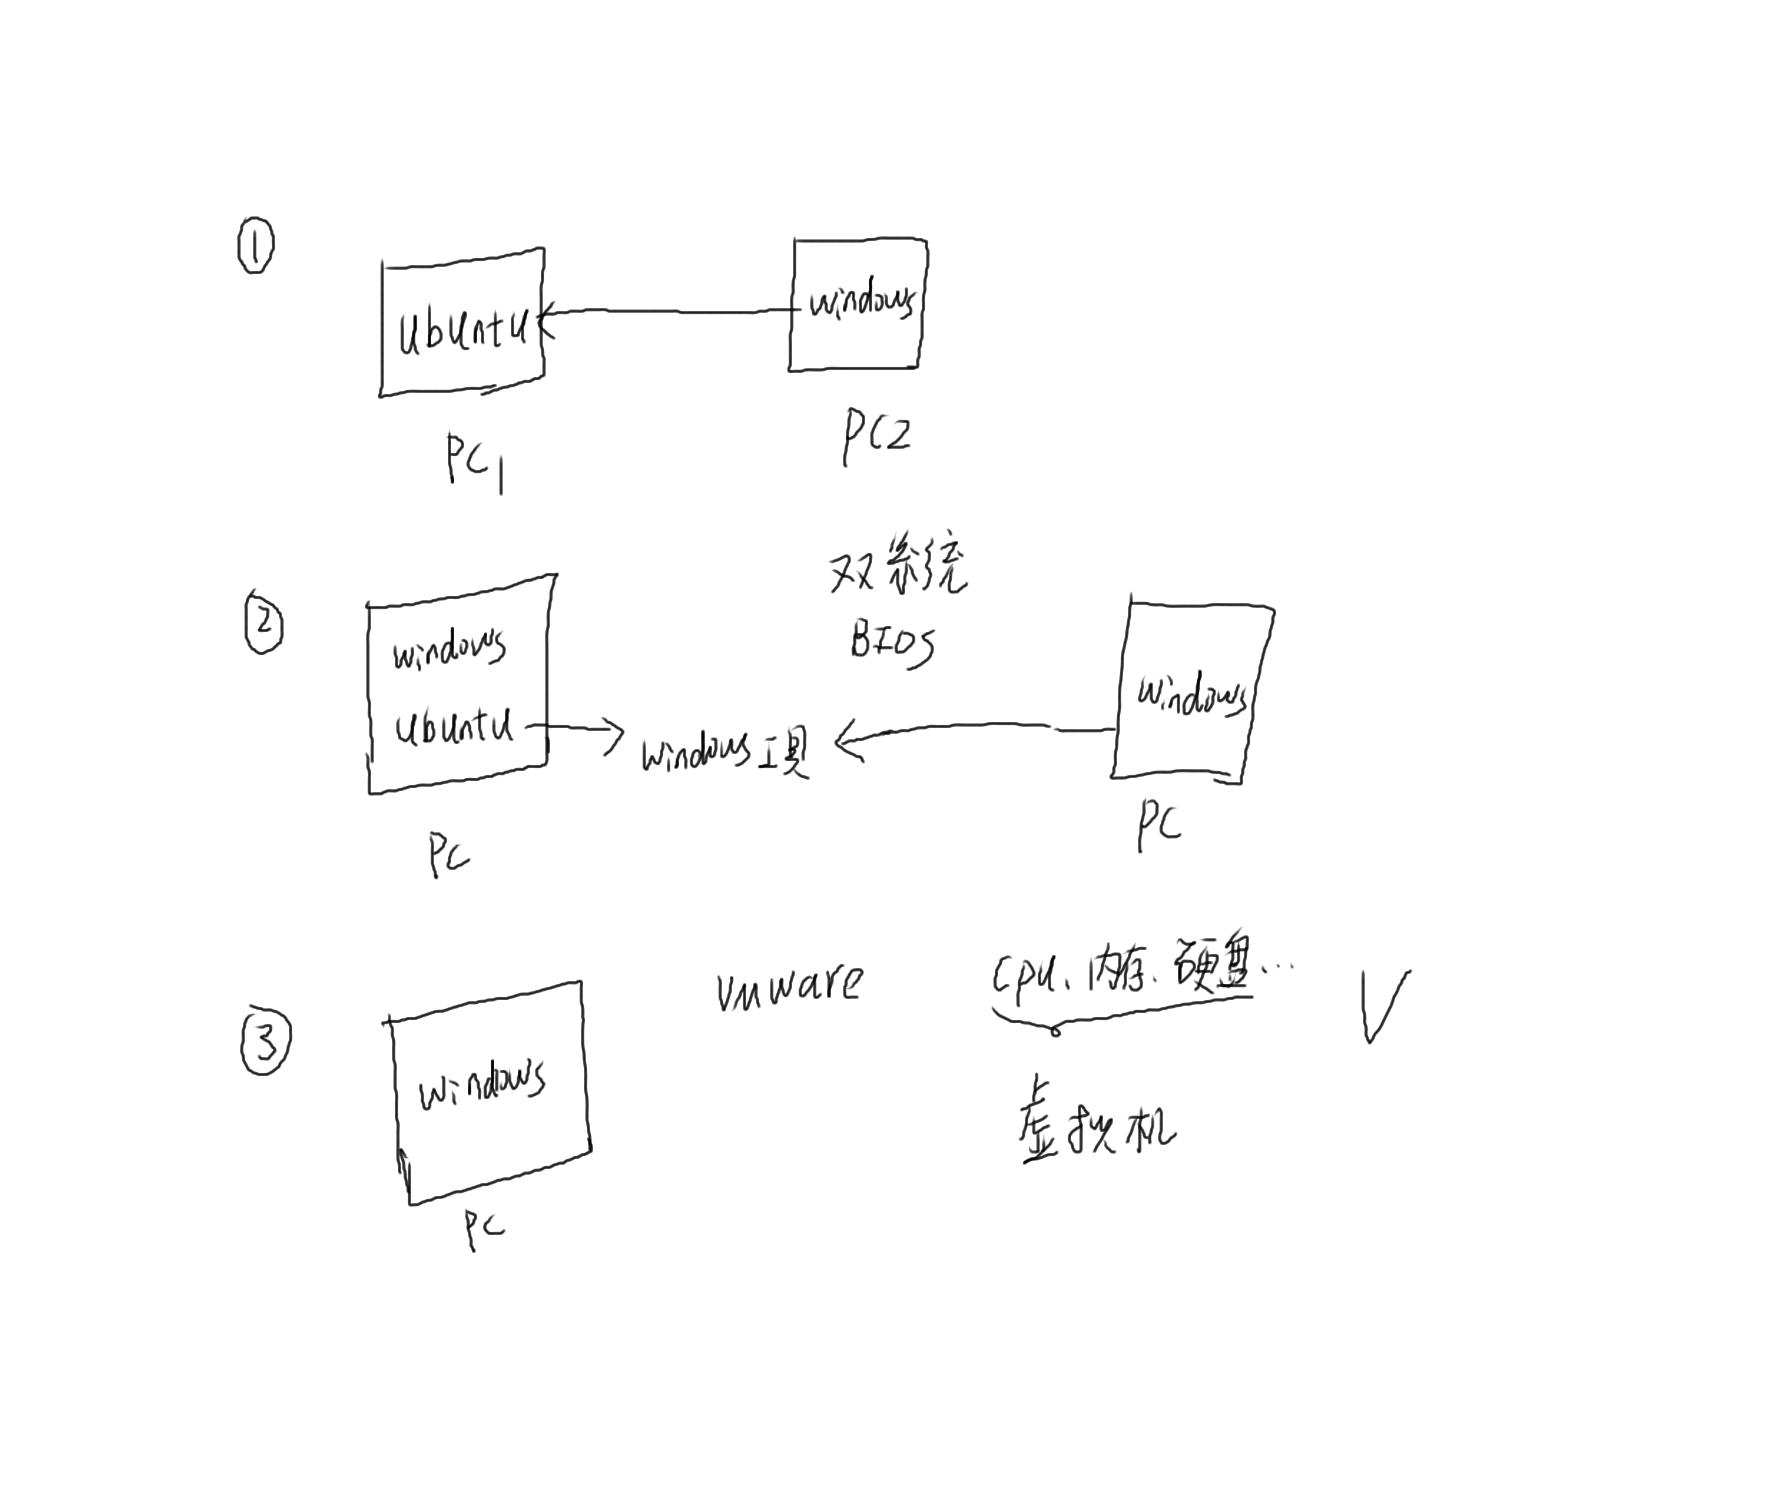 ①
Ubuntu
windows
PC1
PC2
双系统
BIOS
②
windows
Ubuntu
windows工具
windows
PC
PC
③
windows
vmware
cpu、内存、硬盘...
虚拟机
PC